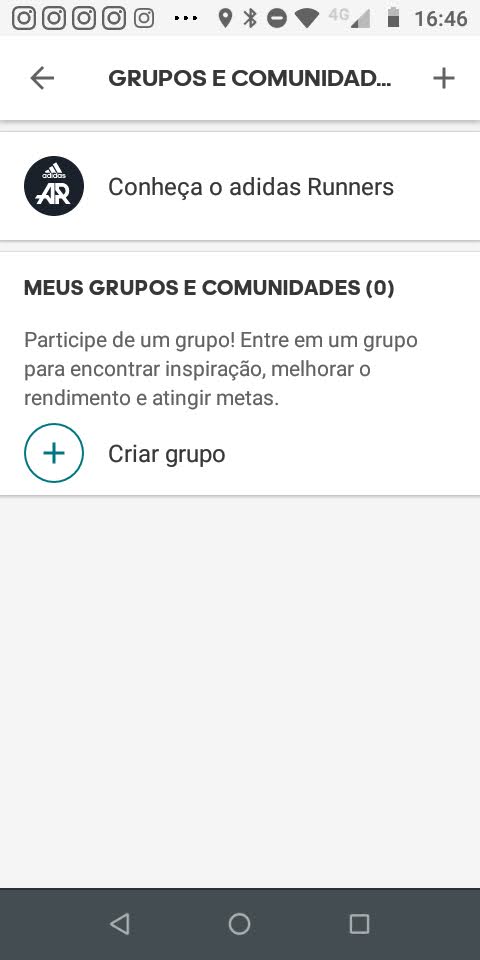 4G 16:46
GRUPOS E COMUNIDAD...
adidas
AR
Conheça o adidas Runners
MEUS GRUPOS E COMUNIDADES (0)
Participe de um grupo! Entre em um grupo
para encontrar inspiração, melhorar o
rendimento e atingir metas.
Criar grupo